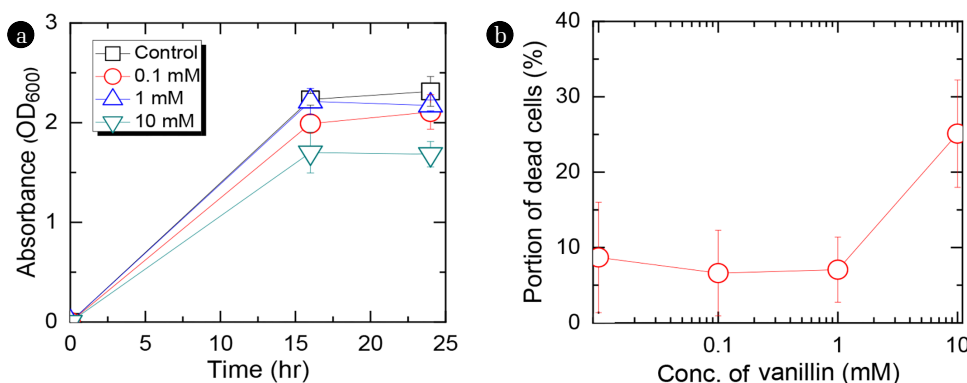 a
Absorbance (OD600)
3
2
1
0
Control
0.1 mM
1 mM
10 mM
0 5 10 15 20 25
Time (hr)
b
Portion of dead cells (%)
40
30
20
10
0
0.1 1 10
Conc. of vanillin (mM)